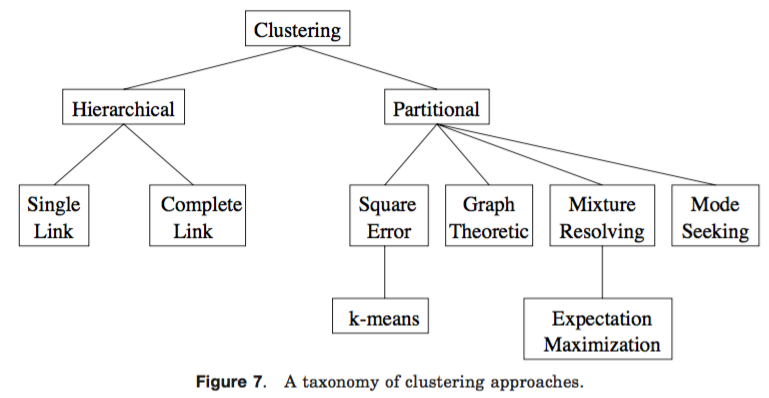 Clustering
Hierarchical
Partitional
Single
Link
Complete
Link
Square
Error
Graph
Theoretic
Mixture
Resolving
Mode
Seeking
k-means
Expectation
Maximization
Figure 7. A taxonomy of clustering approaches.